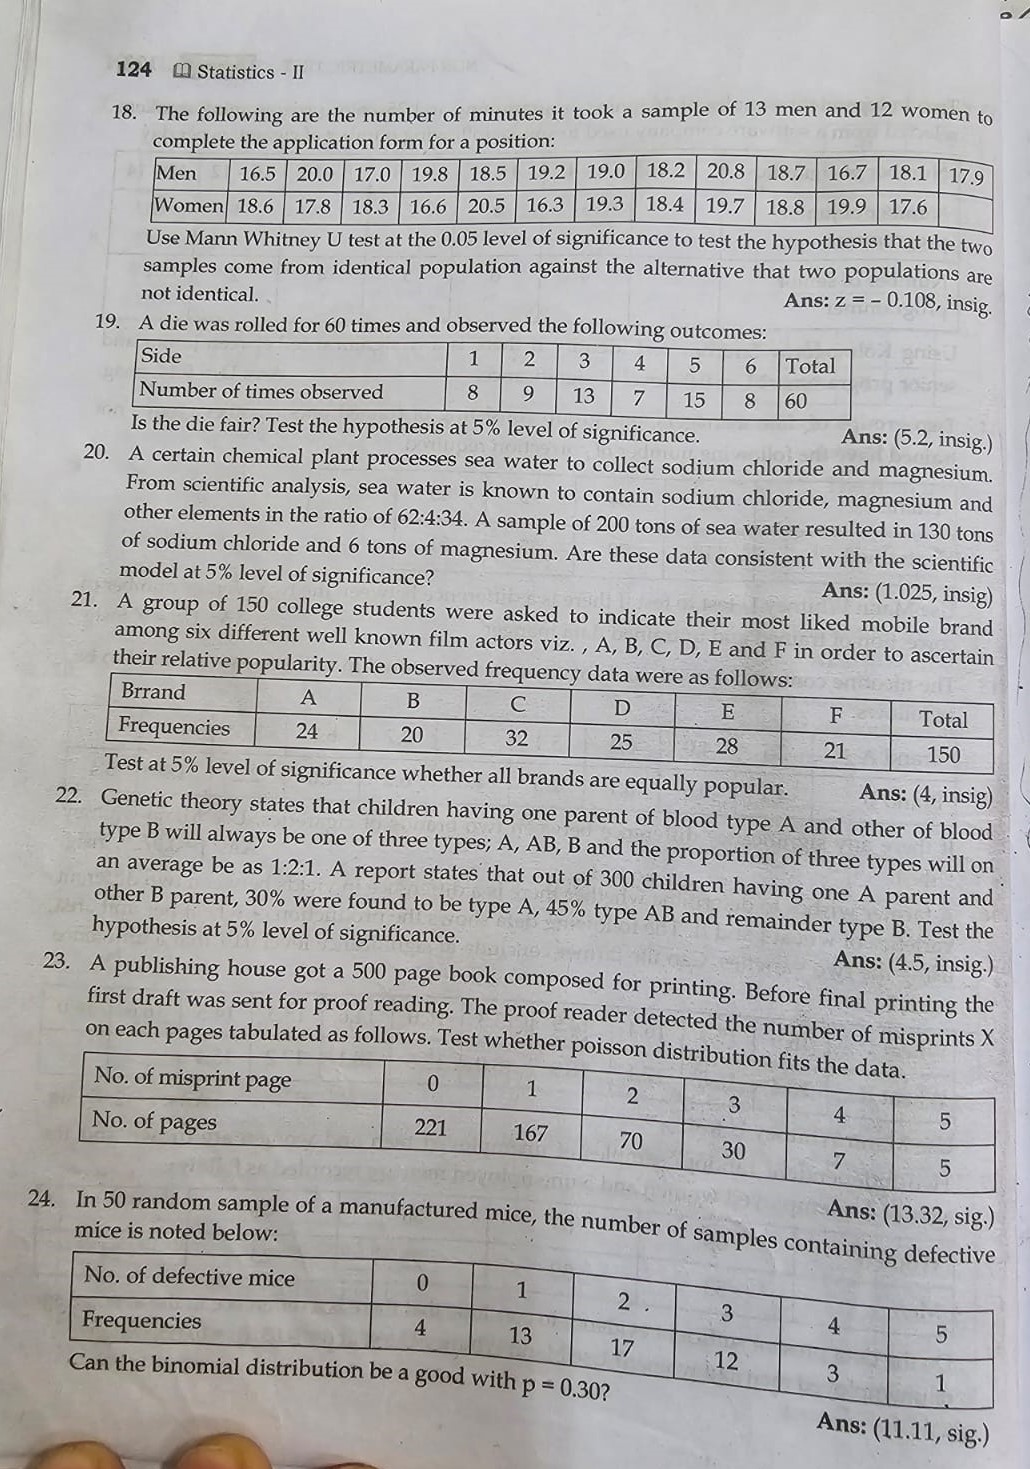 124 Statistics - II
18. The following are the number of minutes it took a sample of 13 men and 12 women to
complete the application form for a position:
Men 16.5 20.0 17.0 19.8 18.5 19.2 19.0 18.2 20.8 18.7 16.7 18.1 17.9
Women 18.6 17.8 18.3 16.6 20.5 16.3 19.3 18.4 19.7 18.8 19.9 17.6
Use Mann Whitney U test at the 0.05 level of significance to test the hypothesis that the two
samples come from identical population against the alternative that two populations are
not identical. Ans: z = – 0.108, insig.
19. A die was rolled for 60 times and observed the following outcomes:
Side 1 2 3 4 5 6 Total
Number of times observed 8 9 13 7 15 8 60
Is the die fair? Test the hypothesis at 5% level of significance. Ans: (5.2, insig.)
20. A certain chemical plant processes sea water to collect sodium chloride and magnesium.
From scientific analysis, sea water is known to contain sodium chloride, magnesium and
other elements in the ratio of 62:4:34. A sample of 200 tons of sea water resulted in 130 tons
of sodium chloride and 6 tons of magnesium. Are these data consistent with the scientific
model at 5% level of significance? Ans: (1.025, insig)
21. A group of 150 college students were asked to indicate their most liked mobile brand
among six different well known film actors viz. , A, B, C, D, E and F in order to ascertain
their relative popularity. The observed frequency data were as follows:
Brrand A B C D E F Total
Frequencies 24 20 32 25 28 21 150
Test at 5% level of significance whether all brands are equally popular. Ans: (4, insig)
22. Genetic theory states that children having one parent of blood type A and other of blood
type B will always be one of three types; A, AB, B and the proportion of three types will on
an average be as 1:2:1. A report states that out of 300 children having one A parent and
other B parent, 30% were found to be type A, 45% type AB and remainder type B. Test the
hypothesis at 5% level of significance. Ans: (4.5, insig.)
23. A publishing house got a 500 page book composed for printing. Before final printing the
first draft was sent for proof reading. The proof reader detected the number of misprints X
on each pages tabulated as follows. Test whether poisson distribution fits the data.
No. of misprint page 0 1 2 3 4 5
No. of pages 221 167 70 30 7 5
Ans: (13.32, sig.)
24. In 50 random sample of a manufactured mice, the number of samples containing defective
mice is noted below:
No. of defective mice 0 1 2 3 4 5
Frequencies 4 13 17 12 3 1
Can the binomial distribution be a good with p = 0.30?
Ans: (11.11, sig.)